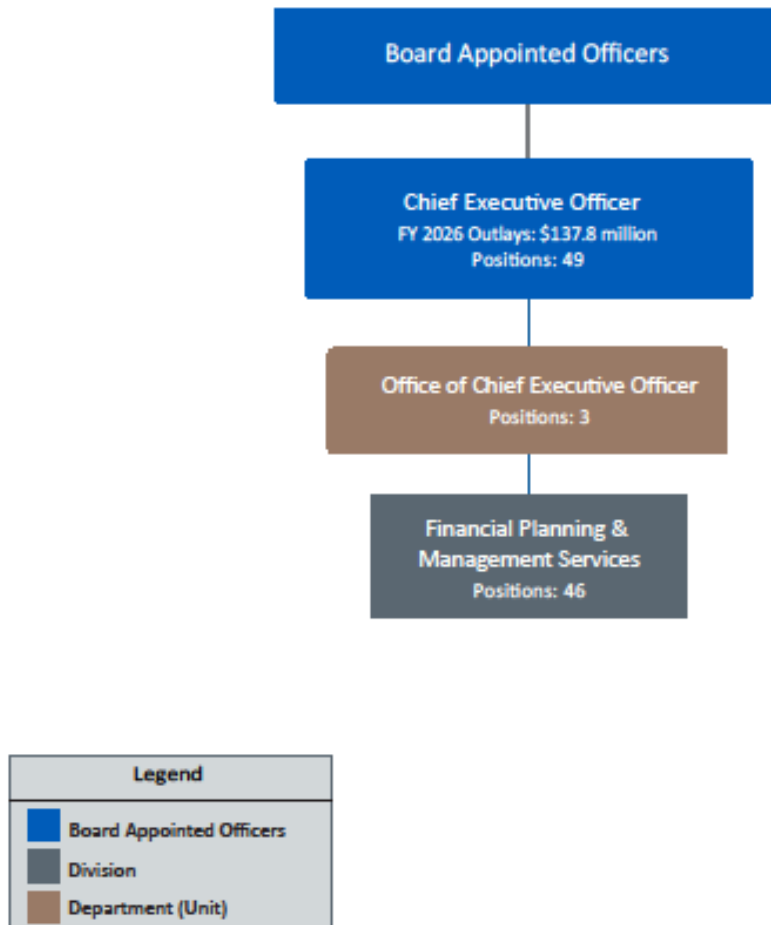 Board Appointed Officers
Chief Executive Officer
FY 2026 Outlays: $137.8 million
Positions: 49
Office of Chief Executive Officer
Positions: 3
Financial Planning &
Management Services
Positions: 46
Legend
Board Appointed Officers
Division
Department (Unit)